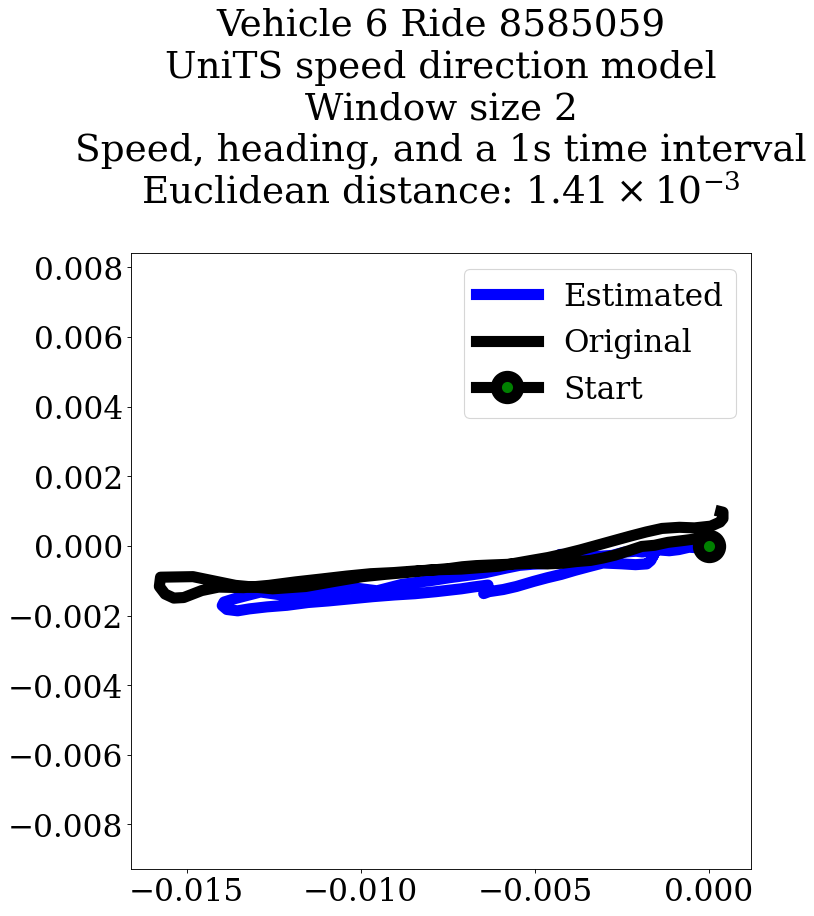 Vehicle 6 Ride 8585059
UniTS speed direction model
Window size 2
Speed, heading, and a 1s time interval
Euclidean distance: 1.41 × 10⁻³
Estimated
Original
Start
0.008
0.006
0.004
0.002
0.000
−0.002
−0.004
−0.006
−0.008
−0.015 −0.010 −0.005 0.000